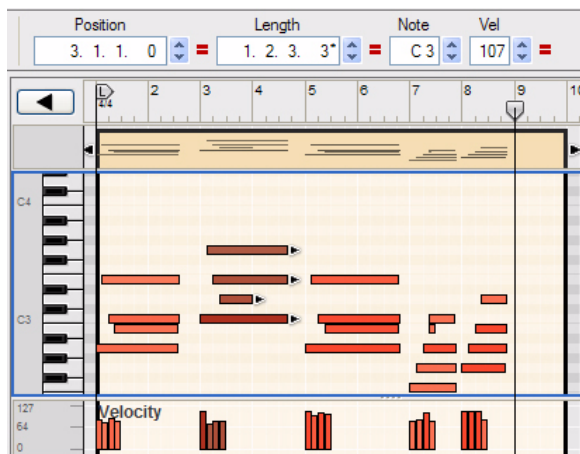 Position Length Note Vel
3. 1. 1. 0 = 1. 2. 3. 3* = C 3 107 =
L 2 3 4 5 6 7 8 9 10
4/4
C4
C3
127 Velocity
64
0